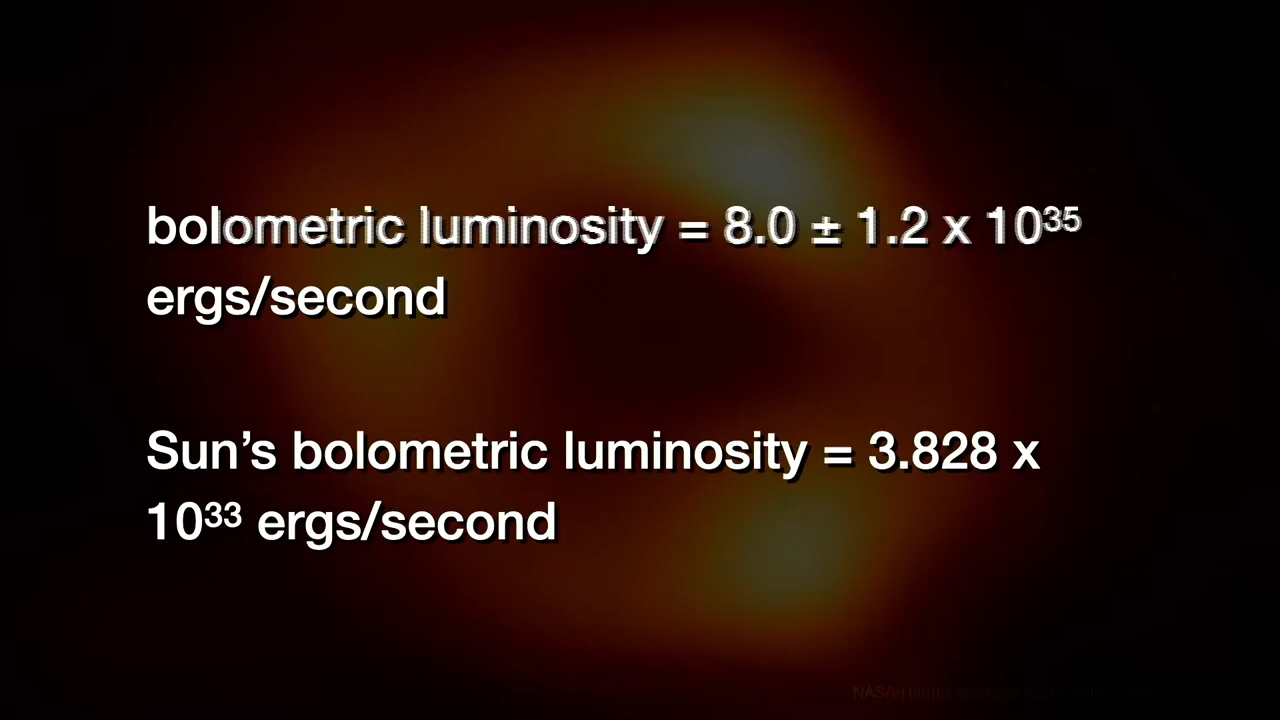 bolometric luminosity = 8.0 ± 1.2 x 10³⁵
ergs/second
Sun’s bolometric luminosity = 3.828 x
10³³ ergs/second